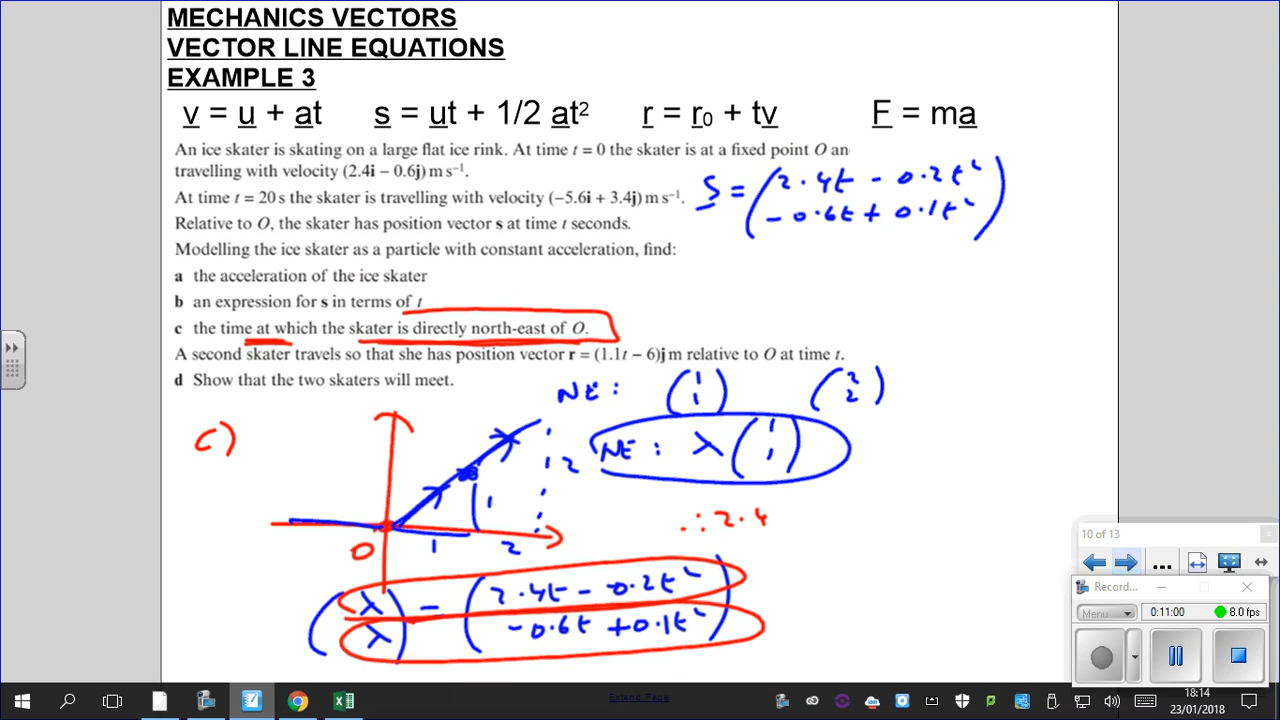 MECHANICS VECTORS
VECTOR LINE EQUATIONS
EXAMPLE 3
v = u + at s = ut + 1/2 at² r = r₀ + tv F = ma
An ice skater is skating on a large flat ice rink. At time t = 0 the skater is at a fixed point O an
travelling with velocity (2.4i − 0.6j) m s⁻¹.
At time t = 20 s the skater is travelling with velocity (−5.6i + 3.4j) m s⁻¹.
Relative to O, the skater has position vector s at time t seconds.
Modelling the ice skater as a particle with constant acceleration, find:
a the acceleration of the ice skater
b an expression for s in terms of t
c the time at which the skater is directly north-east of O.
A second skater travels so that she has position vector r = (1.1t − 6)j m relative to O at time t.
d Show that the two skaters will meet.
s = (2.4t − 0.2t²
−0.6t + 0.1t²)
NE : (1
1) (2
2)
c)
NE : λ (1
1)
2
1
O 1 2
∴ 2.4
(λ
λ) = (2.4t − 0.2t²
−0.6t + 0.1t²)
10 of 13
Record...
Menu
0:11:00 8.0 fps
Extend Page
18:14
23/01/2018